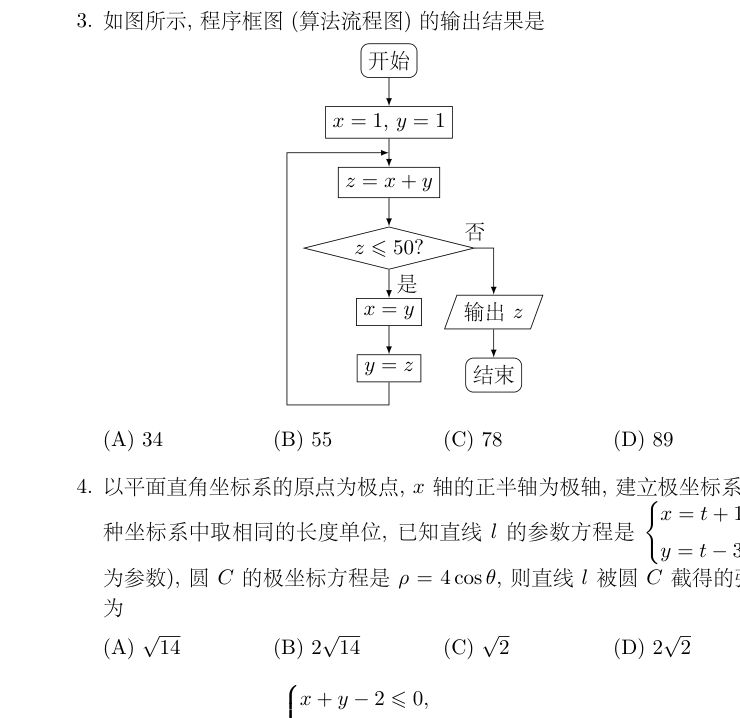 3. 如图所示, 程序框图 (算法流程图) 的输出结果是
开始
x = 1, y = 1
z = x + y
否
z ⩽ 50?
是
x = y
输出 z
y = z
结束
(A) 34 (B) 55 (C) 78 (D) 89
4. 以平面直角坐标系的原点为极点, x 轴的正半轴为极轴, 建立极坐标系
种坐标系中取相同的长度单位, 已知直线 l 的参数方程是 { x = t + 1
y = t − 3
为参数), 圆 C 的极坐标方程是 ρ = 4 cos θ, 则直线 l 被圆 C 截得的
为
(A) √14 (B) 2√14 (C) √2 (D) 2√2
x + y − 2 ⩽ 0,